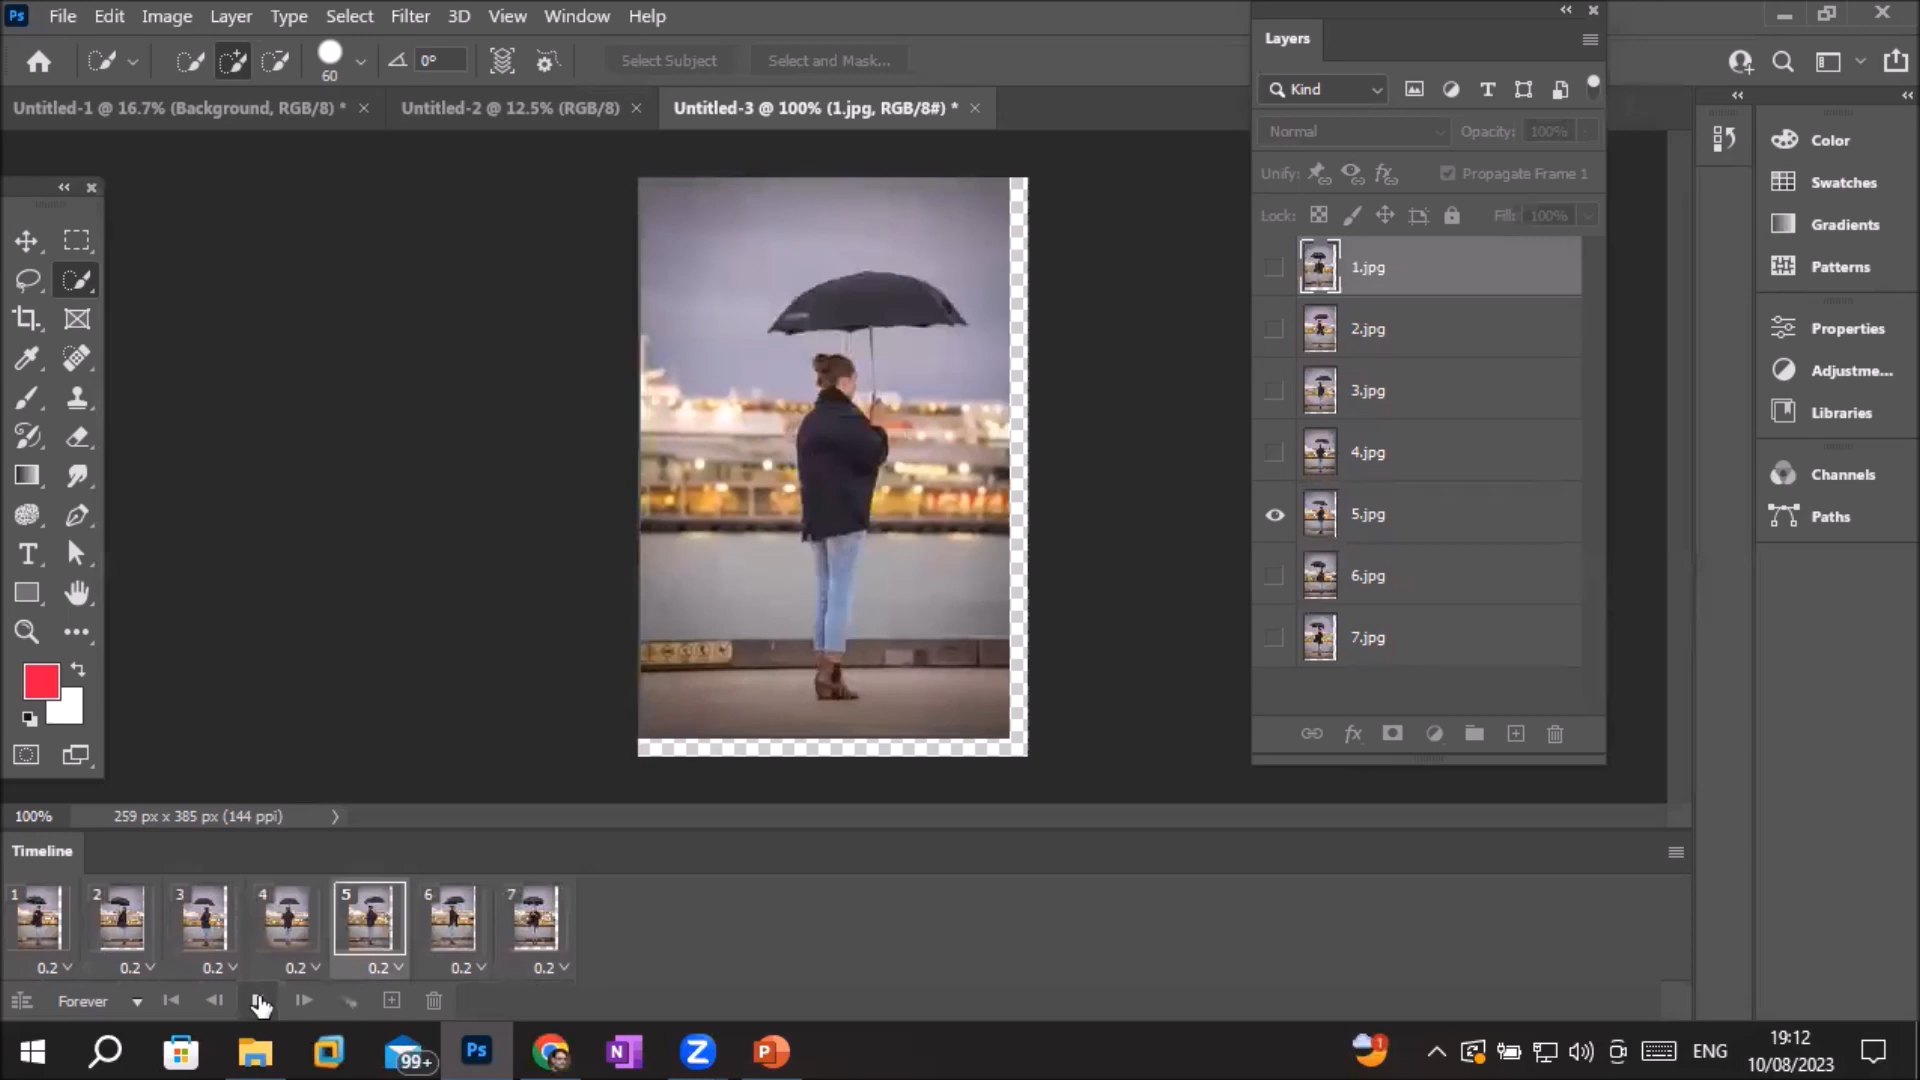 Ps File Edit Image Layer Type Select Filter 3D View Window Help
60 0° Select Subject Select and Mask...
Untitled-1 @ 16.7% (Background, RGB/8) * × Untitled-2 @ 12.5% (RGB/8) × Untitled-3 @ 100% (1.jpg, RGB/8#) * ×
Layers
Kind
Normal Opacity: 100%
Unify: Propagate Frame 1
Lock: Fill: 100%
1.jpg
2.jpg
3.jpg
4.jpg
5.jpg
6.jpg
7.jpg
Color
Swatches
Gradients
Patterns
Properties
Adjustme...
Libraries
Channels
Paths
100% 259 px x 385 px (144 ppi)
Timeline
1 2 3 4 5 6 7
0.2 0.2 0.2 0.2 0.2 0.2 0.2
Forever
99+ Ps N Z P 1 ENG
19:12
10/08/2023